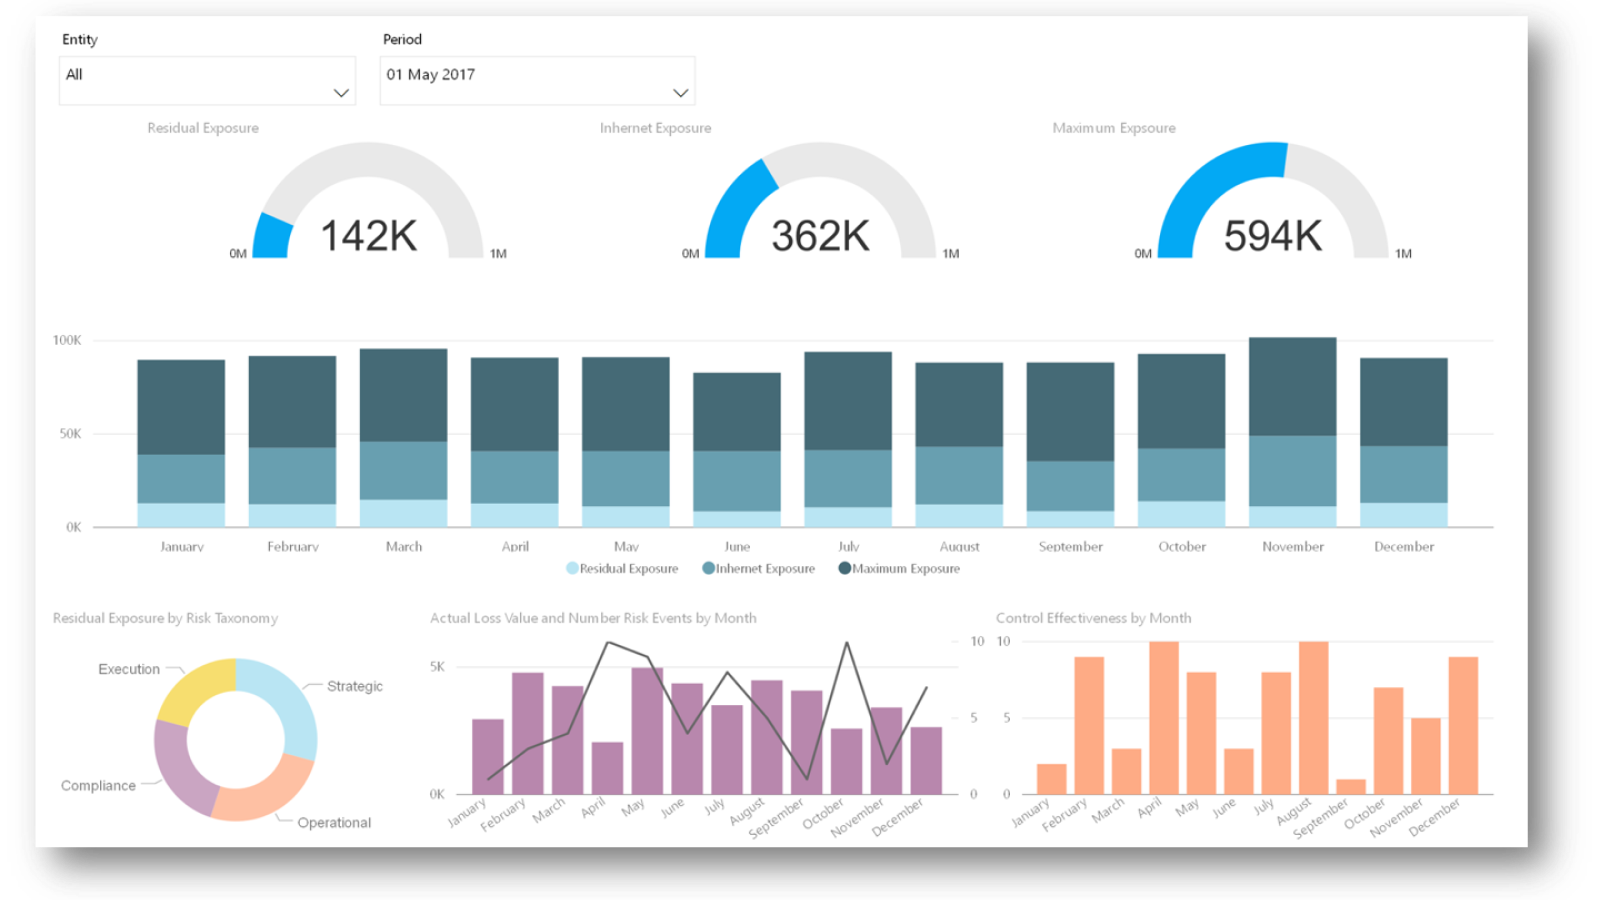 Entity
Period
All
01 May 2017
Residual Exposure
Inhernet Exposure
Maximum Expsoure
142K
0M
1M
362K
0M
1M
594K
0M
1M
100K
50K
0K
January
February
March
April
May
June
July
August
September
October
November
December
Residual Exposure
Inhernet Exposure
Maximum Exposure
Residual Exposure by Risk Taxonomy
Execution
Strategic
Compliance
Operational
Actual Loss Value and Number Risk Events by Month
5K
0K
10
5
0
January
February
March
April
May
June
July
August
September
October
November
December
Control Effectiveness by Month
10
5
0
January
February
March
April
May
June
July
August
September
October
November
December